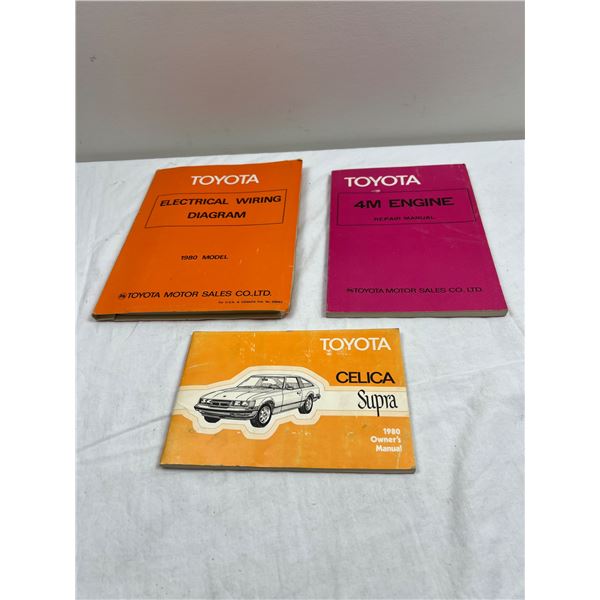 TOYOTA
ELECTRICAL WIRING
DIAGRAM
1980 MODEL
TOYOTA MOTOR SALES CO., LTD.
TOYOTA
4M ENGINE
REPAIR MANUAL
TOYOTA MOTOR SALES CO., LTD.
TOYOTA
CELICA
Supra
1980
Owner's
Manual